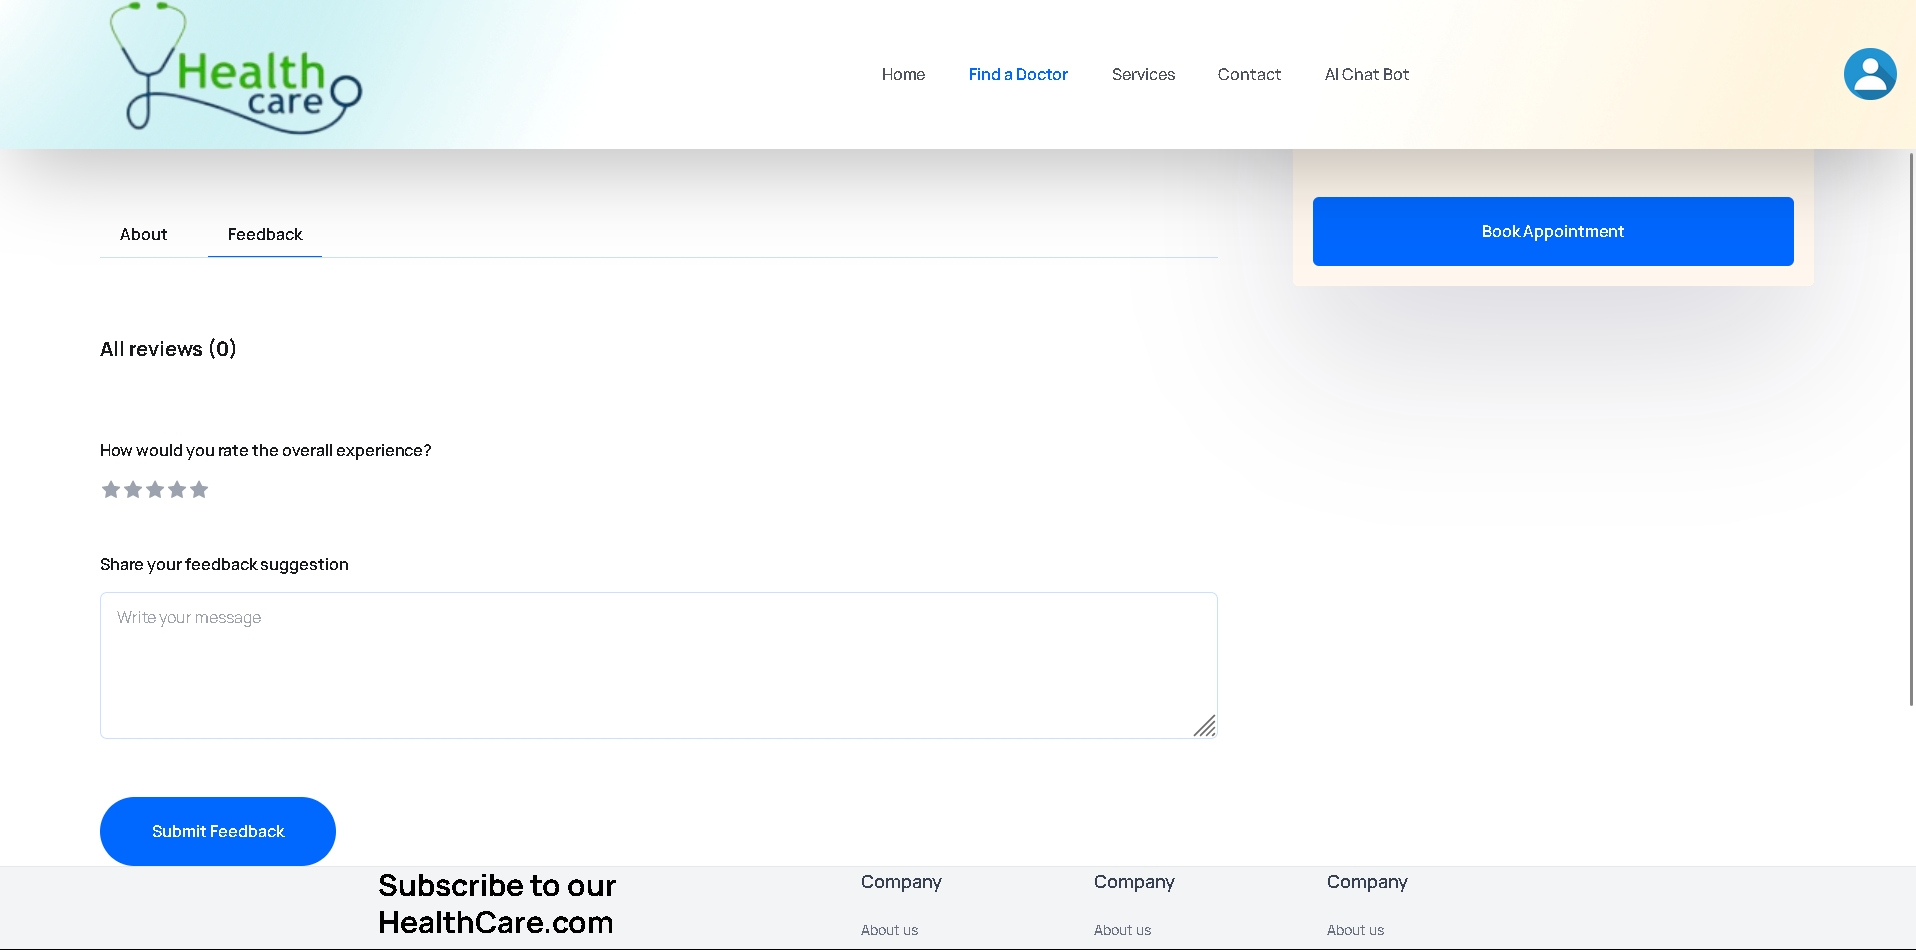 Health
care
Home
Find a Doctor
Services
Contact
AI Chat Bot
About
Feedback
Book Appointment
All reviews (0)
How would you rate the overall experience?
Share your feedback suggestion
Write your message
Submit Feedback
Subscribe to our
HealthCare.com
Company
About us
Company
About us
Company
About us